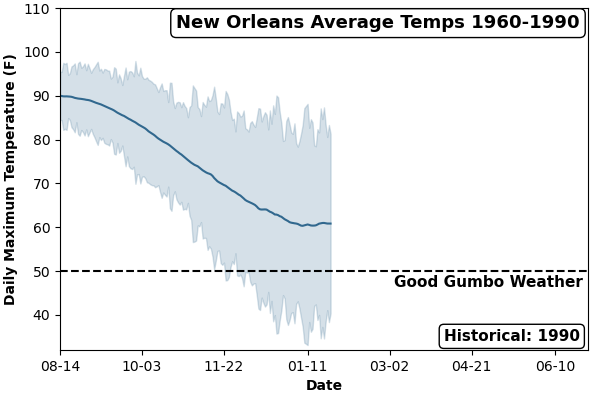 New Orleans Average Temps 1960-1990
Daily Maximum Temperature (F)
110
100
90
80
70
60
50
40
Good Gumbo Weather
Historical: 1990
08-14 10-03 11-22 01-11 03-02 04-21 06-10
Date